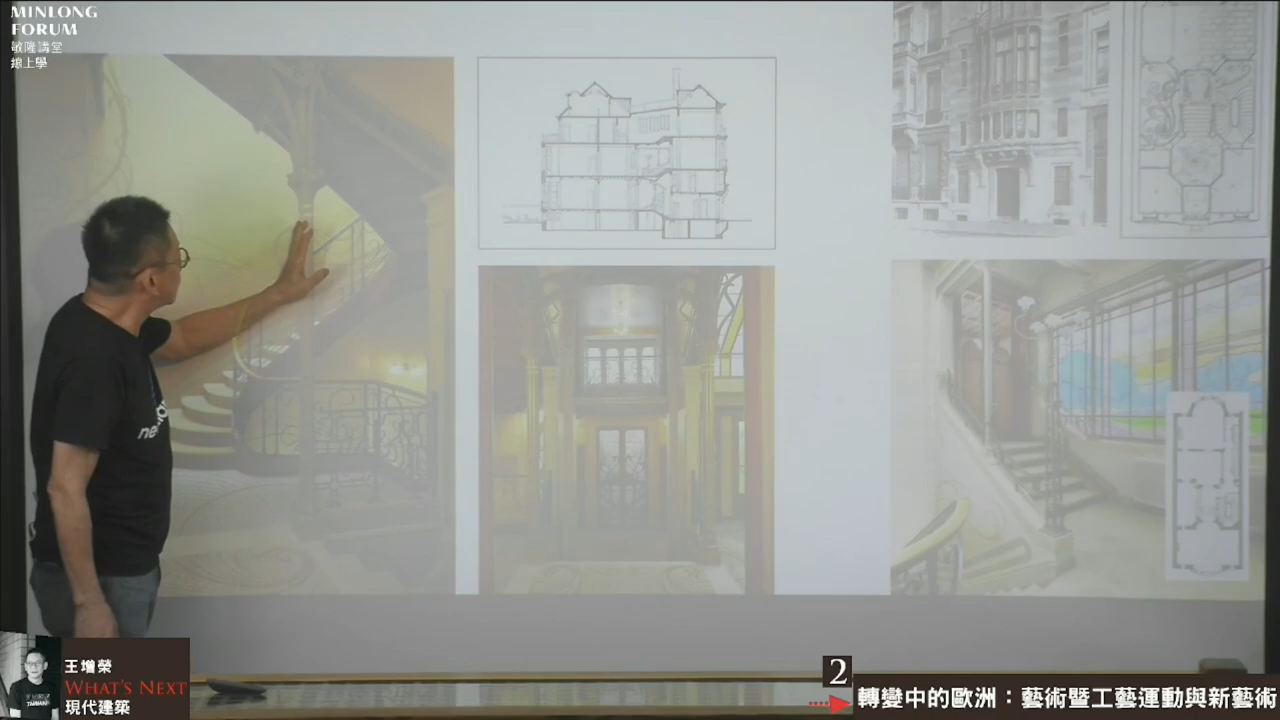 MINLONG
FORUM
敏隆講堂
線上學
王增榮
WHAT'S NEXT
現代建築
2
轉變中的歐洲：藝術暨工藝運動與新藝術